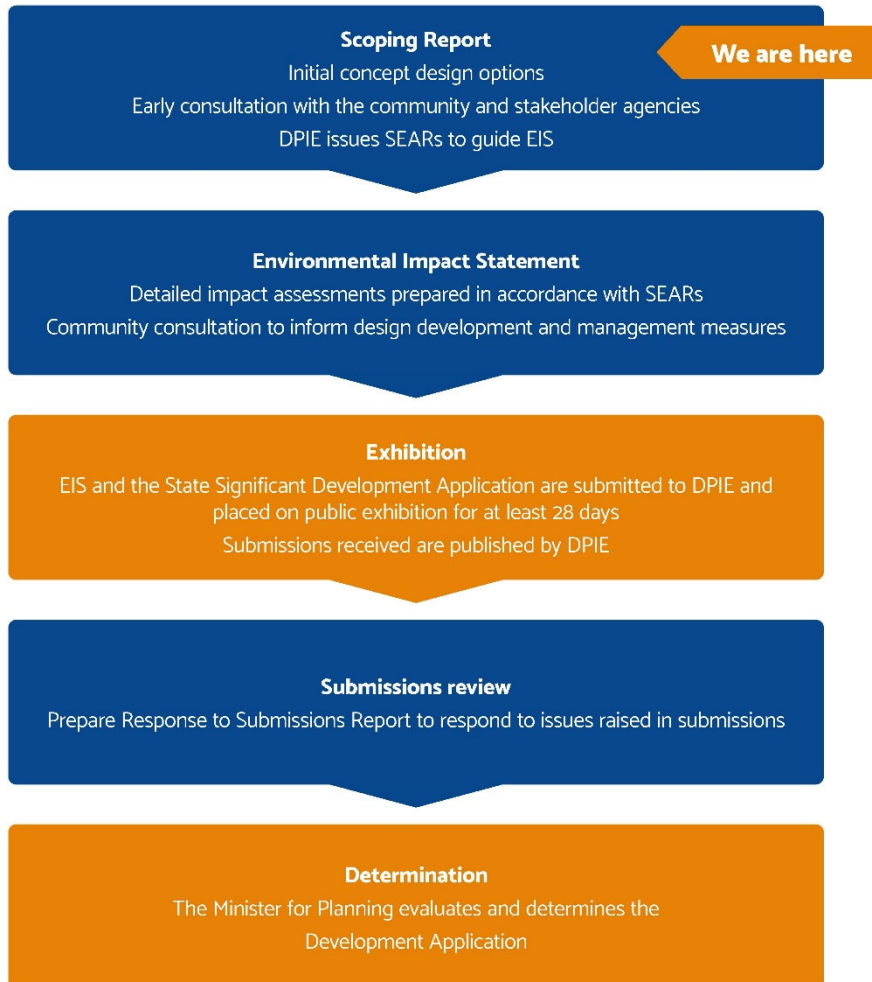 Scoping Report
We are here
Initial concept design options
Early consultation with the community and stakeholder agencies
DPIE issues SEARs to guide EIS
Environmental Impact Statement
Detailed impact assessments prepared in accordance with SEARs
Community consultation to inform design development and management measures
Exhibition
EIS and the State Significant Development Application are submitted to DPIE and
placed on public exhibition for at least 28 days
Submissions received are published by DPIE
Submissions review
Prepare Response to Submissions Report to respond to issues raised in submissions
Determination
The Minister for Planning evaluates and determines the
Development Application